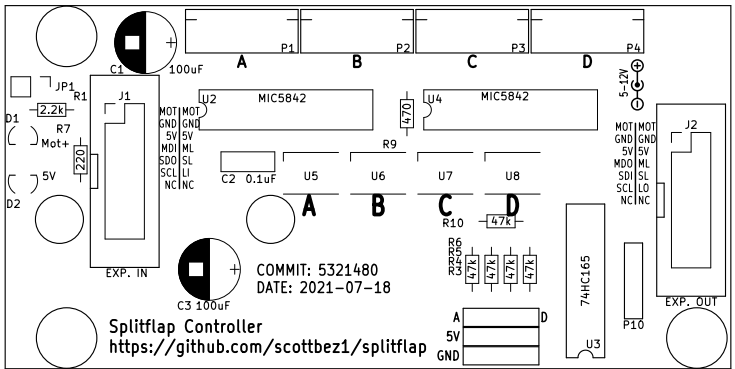 P1
P2
P3
P4
A
B
C
D
C1
100uF
5-12V
JP1
R1
2.2k
D1
R7
Mot+
220
5V
D2
J1
MOT MOT
GND GND
5V 5V
MDI ML
SDO SL
SCL LI
NC NC
EXP. IN
U2
MIC5842
470
U4
MIC5842
R9
C2 0.1uF
U5
U6
U7
U8
A
B
C
D
R10
47k
MOT MOT
GND GND
5V 5V
MDO ML
SDI SL
SCL LO
NC NC
J2
EXP. OUT
R6
R5
R4
R3
47k
47k
47k
47k
74HC165
U3
P10
C3 100uF
COMMIT: 5321480
DATE: 2021-07-18
A
D
5V
GND
Splitflap Controller
https://github.com/scottbez1/splitflap